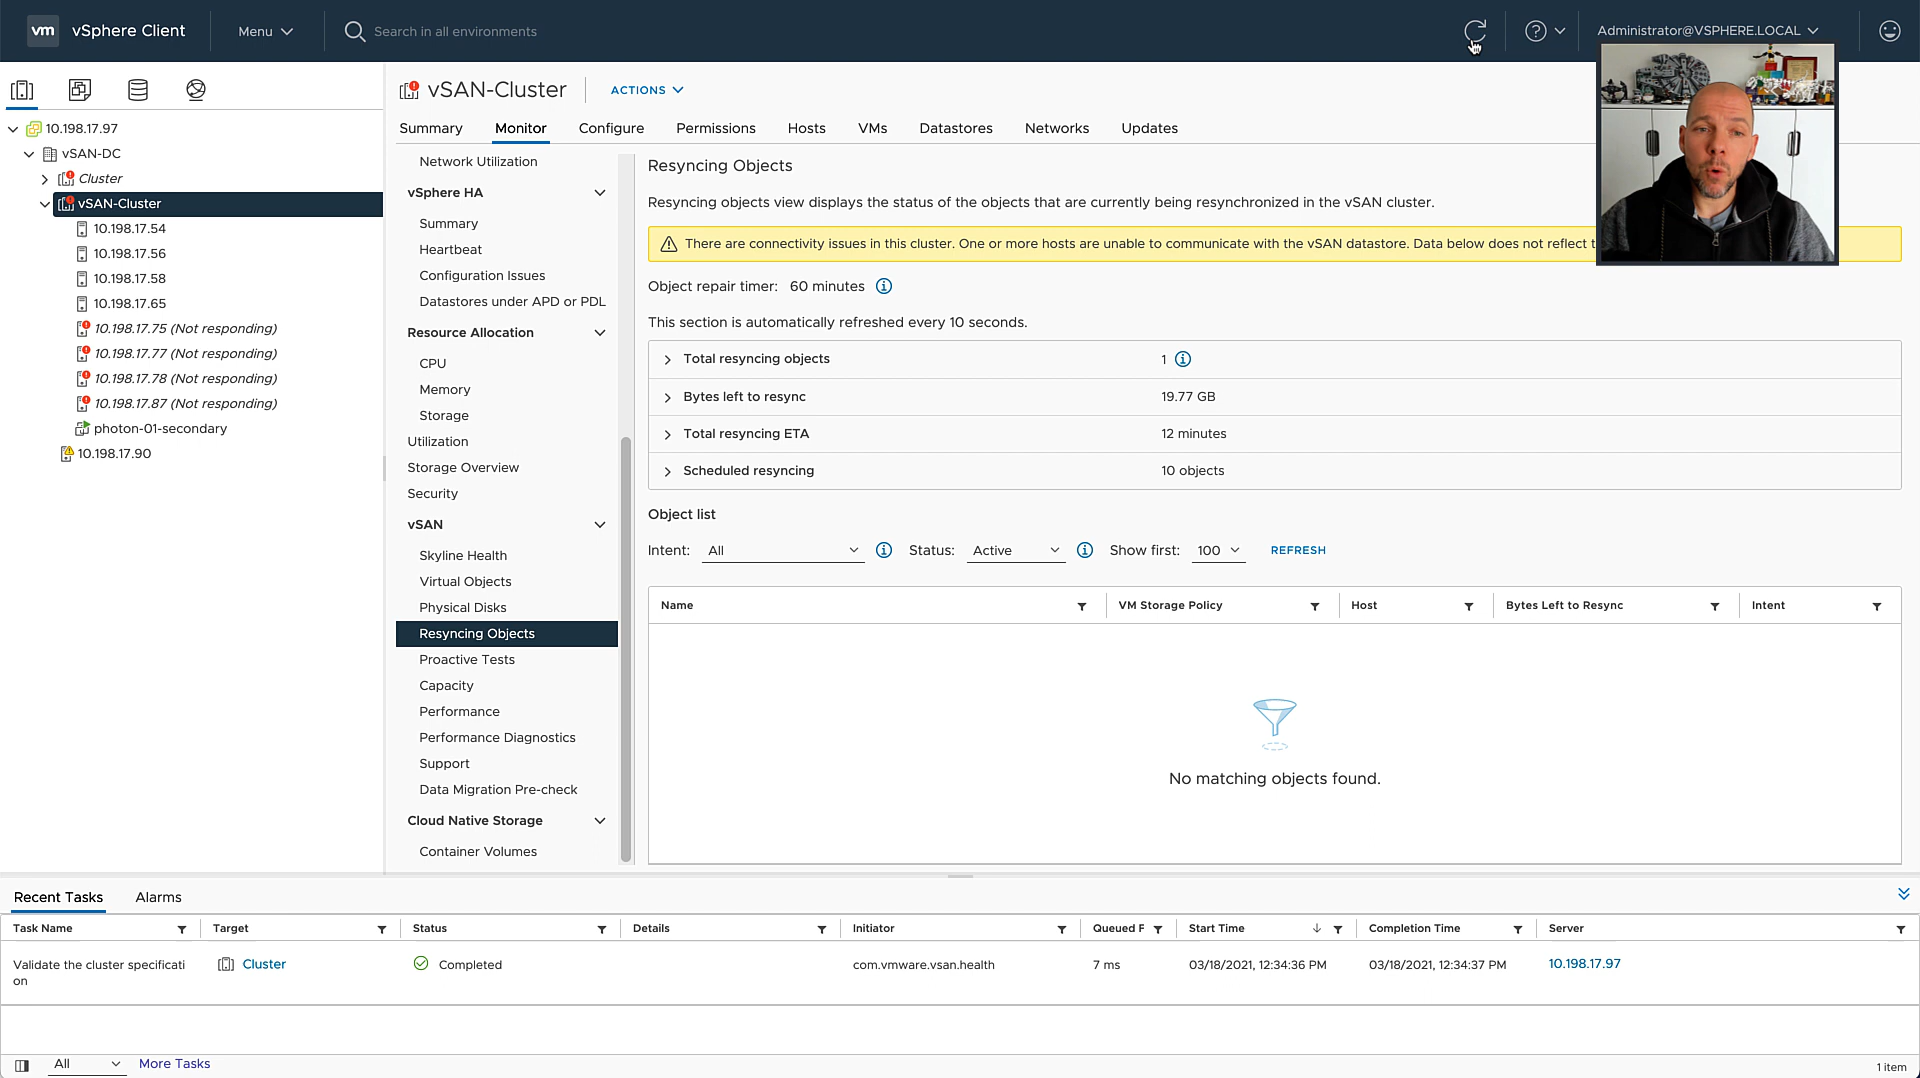 vm vSphere Client Menu Search in all environments Administrator@VSPHERE.LOCAL
10.198.17.97
vSAN-DC
Cluster
vSAN-Cluster
10.198.17.54
10.198.17.56
10.198.17.58
10.198.17.65
10.198.17.75 (Not responding)
10.198.17.77 (Not responding)
10.198.17.78 (Not responding)
10.198.17.87 (Not responding)
photon-01-secondary
10.198.17.90
vSAN-Cluster ACTIONS
Summary Monitor Configure Permissions Hosts VMs Datastores Networks Updates
Network Utilization
vSphere HA
Summary
Heartbeat
Configuration Issues
Datastores under APD or PDL
Resource Allocation
CPU
Memory
Storage
Utilization
Storage Overview
Security
vSAN
Skyline Health
Virtual Objects
Physical Disks
Resyncing Objects
Proactive Tests
Capacity
Performance
Performance Diagnostics
Support
Data Migration Pre-check
Cloud Native Storage
Container Volumes
Resyncing Objects
Resyncing objects view displays the status of the objects that are currently being resynchronized in the vSAN cluster.
There are connectivity issues in this cluster. One or more hosts are unable to communicate with the vSAN datastore. Data below does not reflect
Object repair timer: 60 minutes
This section is automatically refreshed every 10 seconds.
Total resyncing objects 1
Bytes left to resync 19.77 GB
Total resyncing ETA 12 minutes
Scheduled resyncing 10 objects
Object list
Intent: All Status: Active Show first: 100 REFRESH
Name VM Storage Policy Host Bytes Left to Resync Intent
No matching objects found.
Recent Tasks Alarms
Task Name Target Status Details Initiator Queued F Start Time Completion Time Server
Validate the cluster specificati Cluster Completed com.vmware.vsan.health 7 ms 03/18/2021, 12:34:36 PM 03/18/2021, 12:34:37 PM 10.198.17.97
on
All More Tasks 1 item